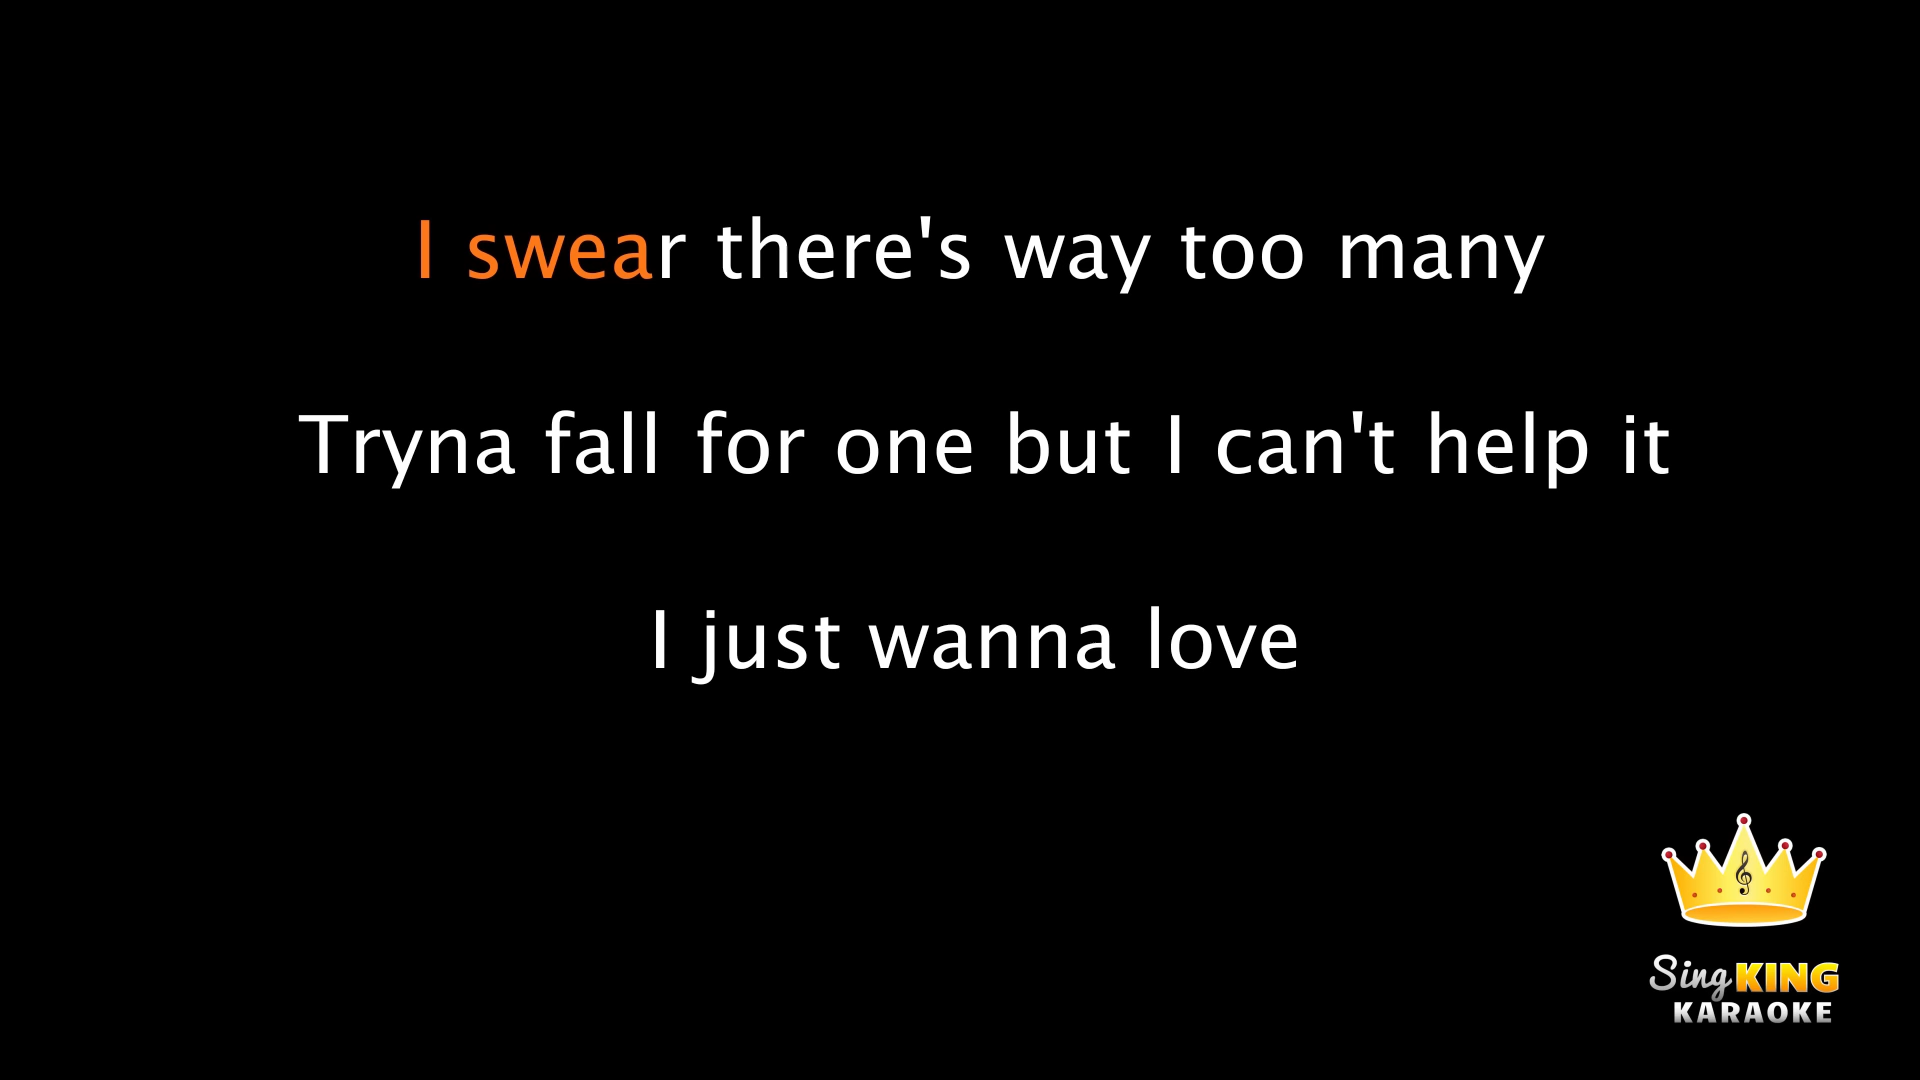 I swear there's way too many
Tryna fall for one but I can't help it
I just wanna love
Sing KING
KARAOKE